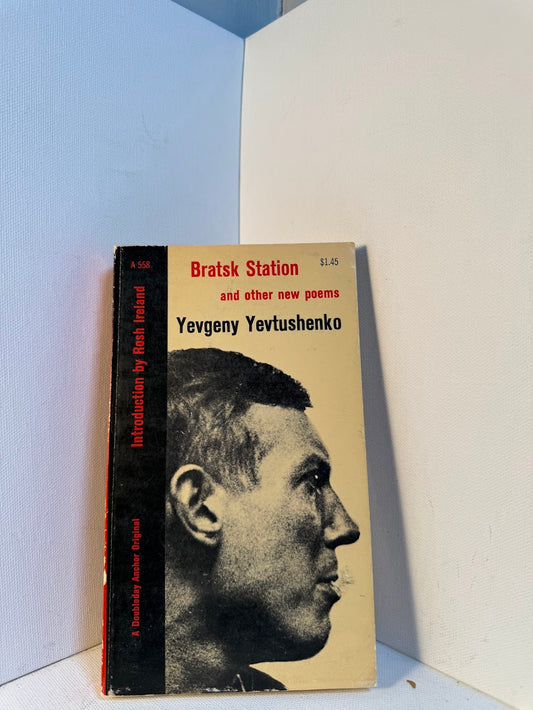 A 558
Bratsk Station
$1.45
and other new poems
Yevgeny Yevtushenko
Introduction by Rosh Ireland
A Doubleday Anchor Original